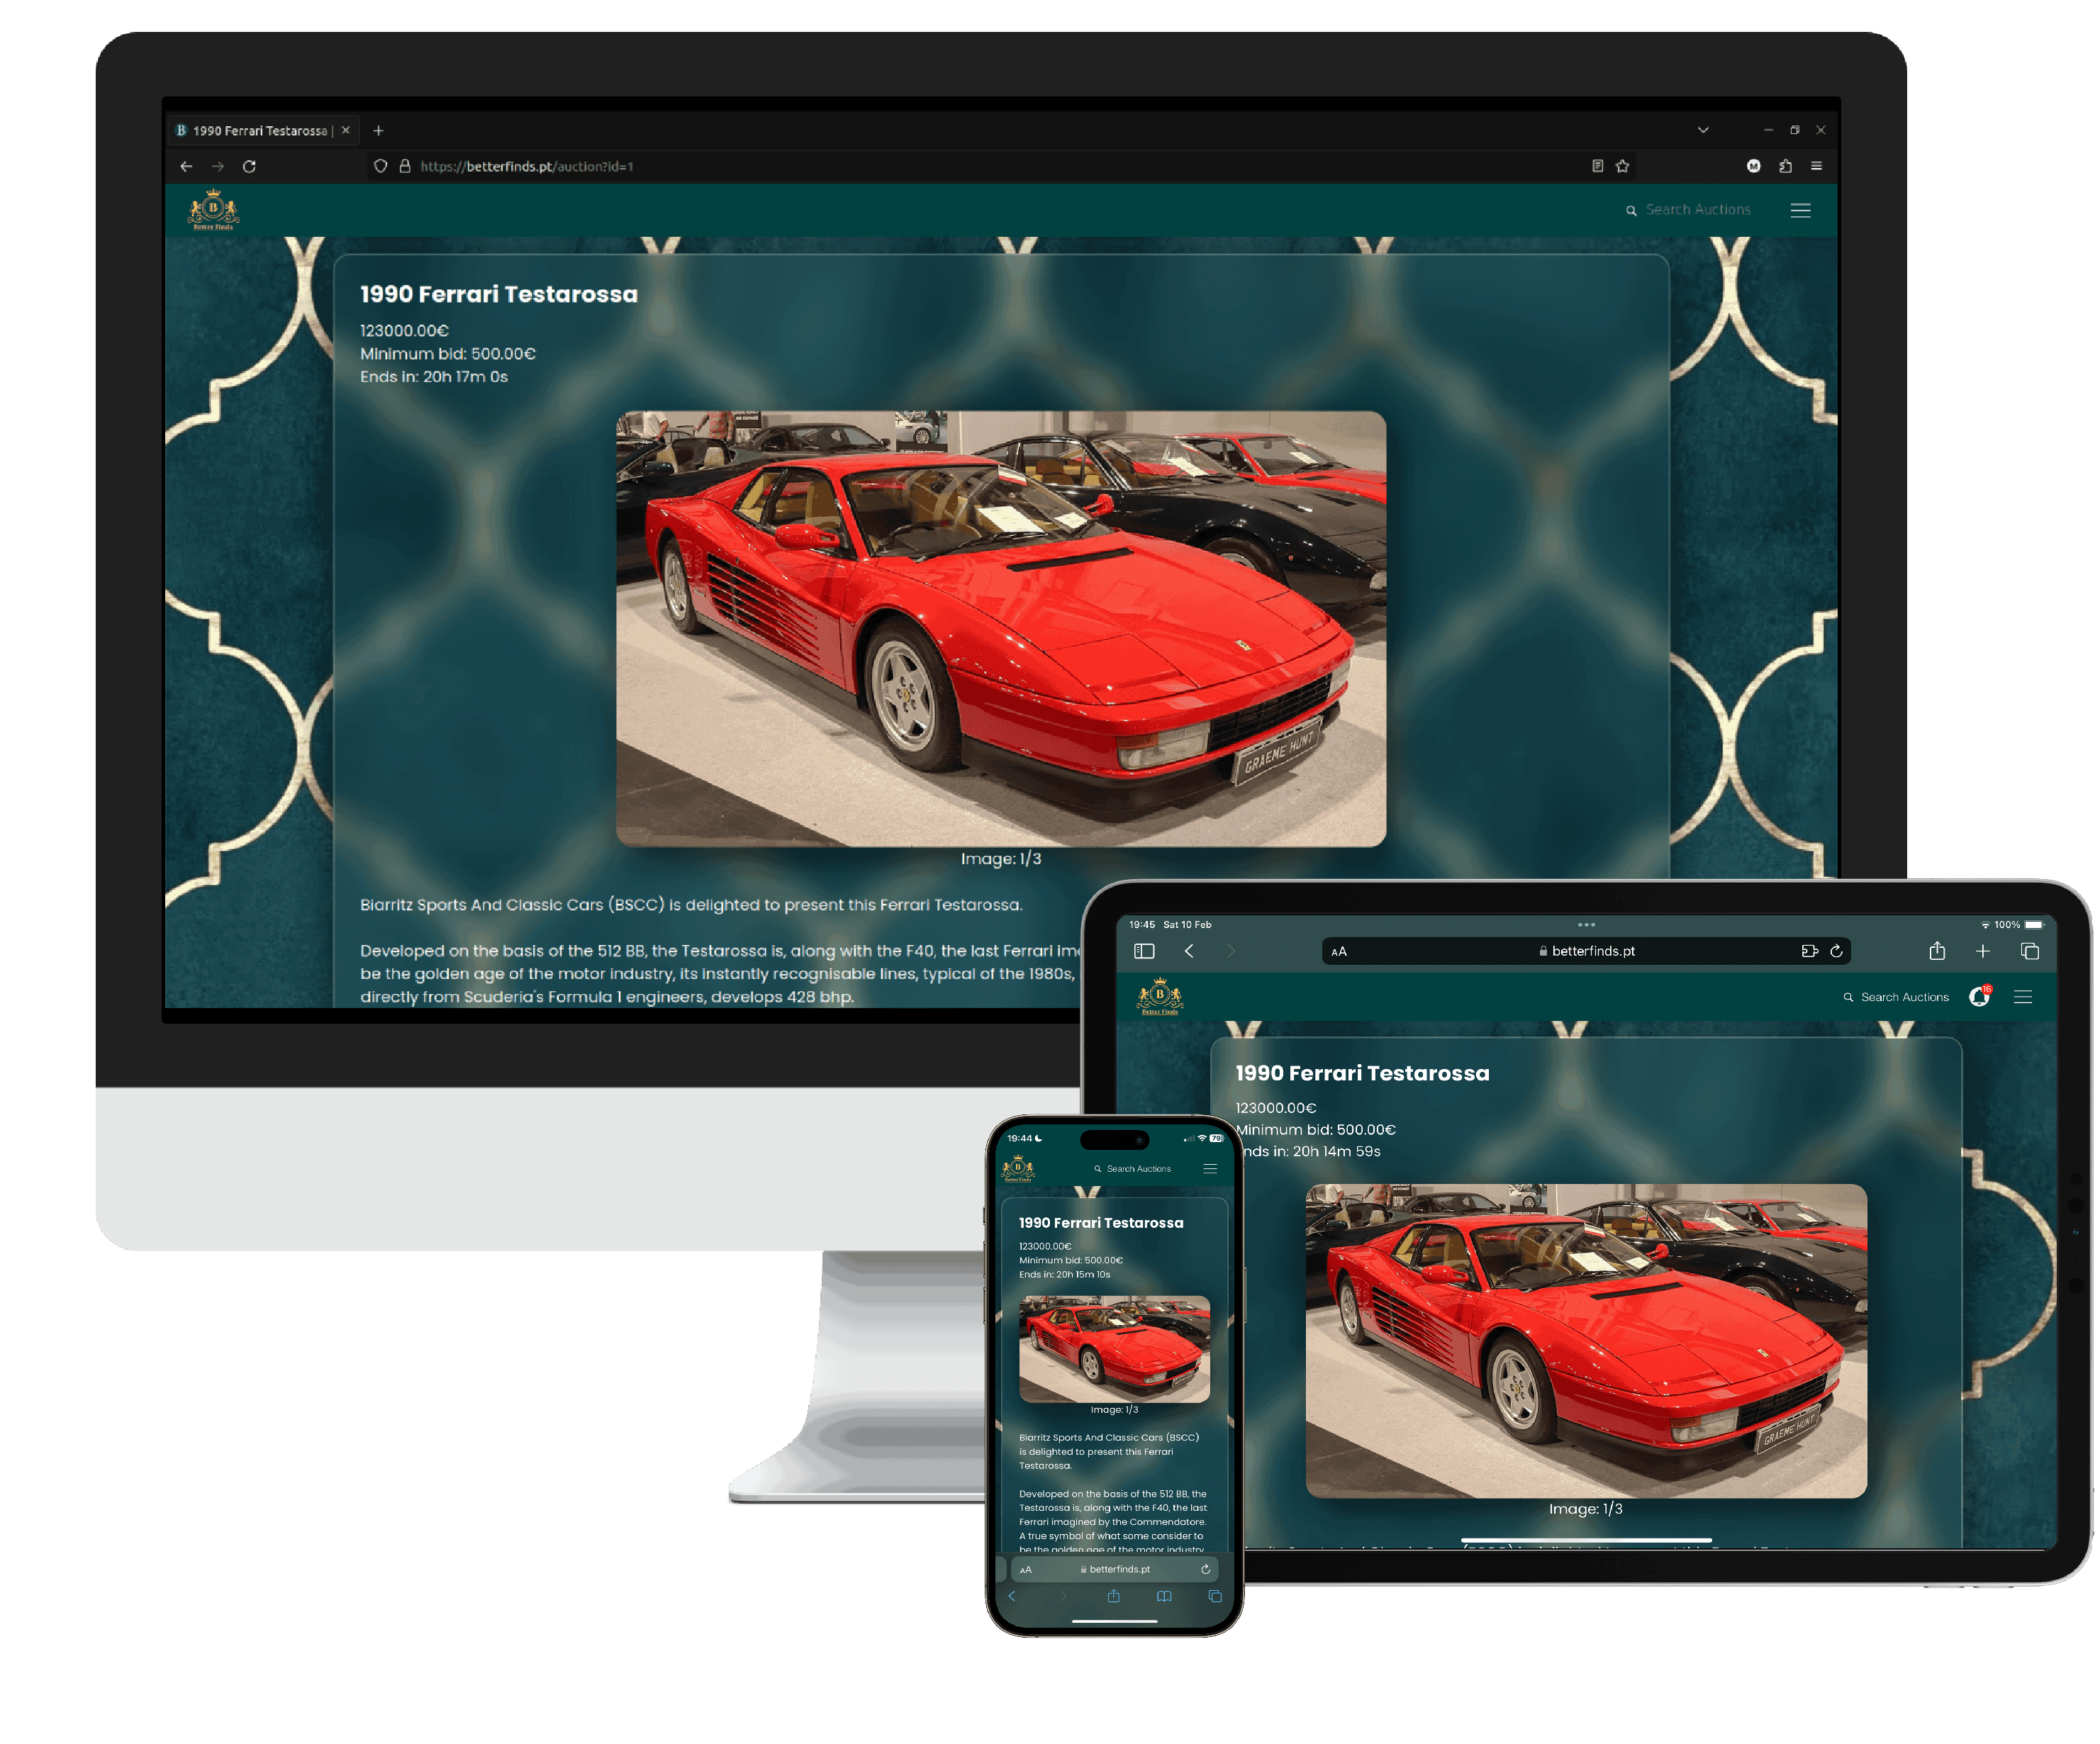 B 1990 Ferrari Testarossa |
https://betterfinds.pt/auction?id=1
M
B
Better Finds
Search Auctions
1990 Ferrari Testarossa
123000.00€
Minimum bid: 500.00€
Ends in: 20h 17m 0s
GRAEME HUNT
Image: 1/3
Biarritz Sports And Classic Cars (BSCC) is delighted to present this Ferrari Testarossa.
Developed on the basis of the 512 BB, the Testarossa is, along with the F40, the last Ferrari im
be the golden age of the motor industry, its instantly recognisable lines, typical of the 1980s,
directly from Scuderia's Formula 1 engineers, develops 428 bhp.
19:45 Sat 10 Feb
100%
AA betterfinds.pt
B
Better Finds
Search Auctions
16
1990 Ferrari Testarossa
123000.00€
Minimum bid: 500.00€
nds in: 20h 14m 59s
GRAEME HUNT
Image: 1/3
19:44
70
B
Better Finds
Search Auctions
1990 Ferrari Testarossa
123000.00€
Minimum bid: 500.00€
Ends in: 20h 15m 10s
Image: 1/3
Biarritz Sports And Classic Cars (BSCC)
is delighted to present this Ferrari
Testarossa.
Developed on the basis of the 512 BB, the
Testarossa is, along with the F40, the last
Ferrari imagined by the Commendatore.
A true symbol of what some consider to
be the golden age of the motor industry
AA betterfinds.pt